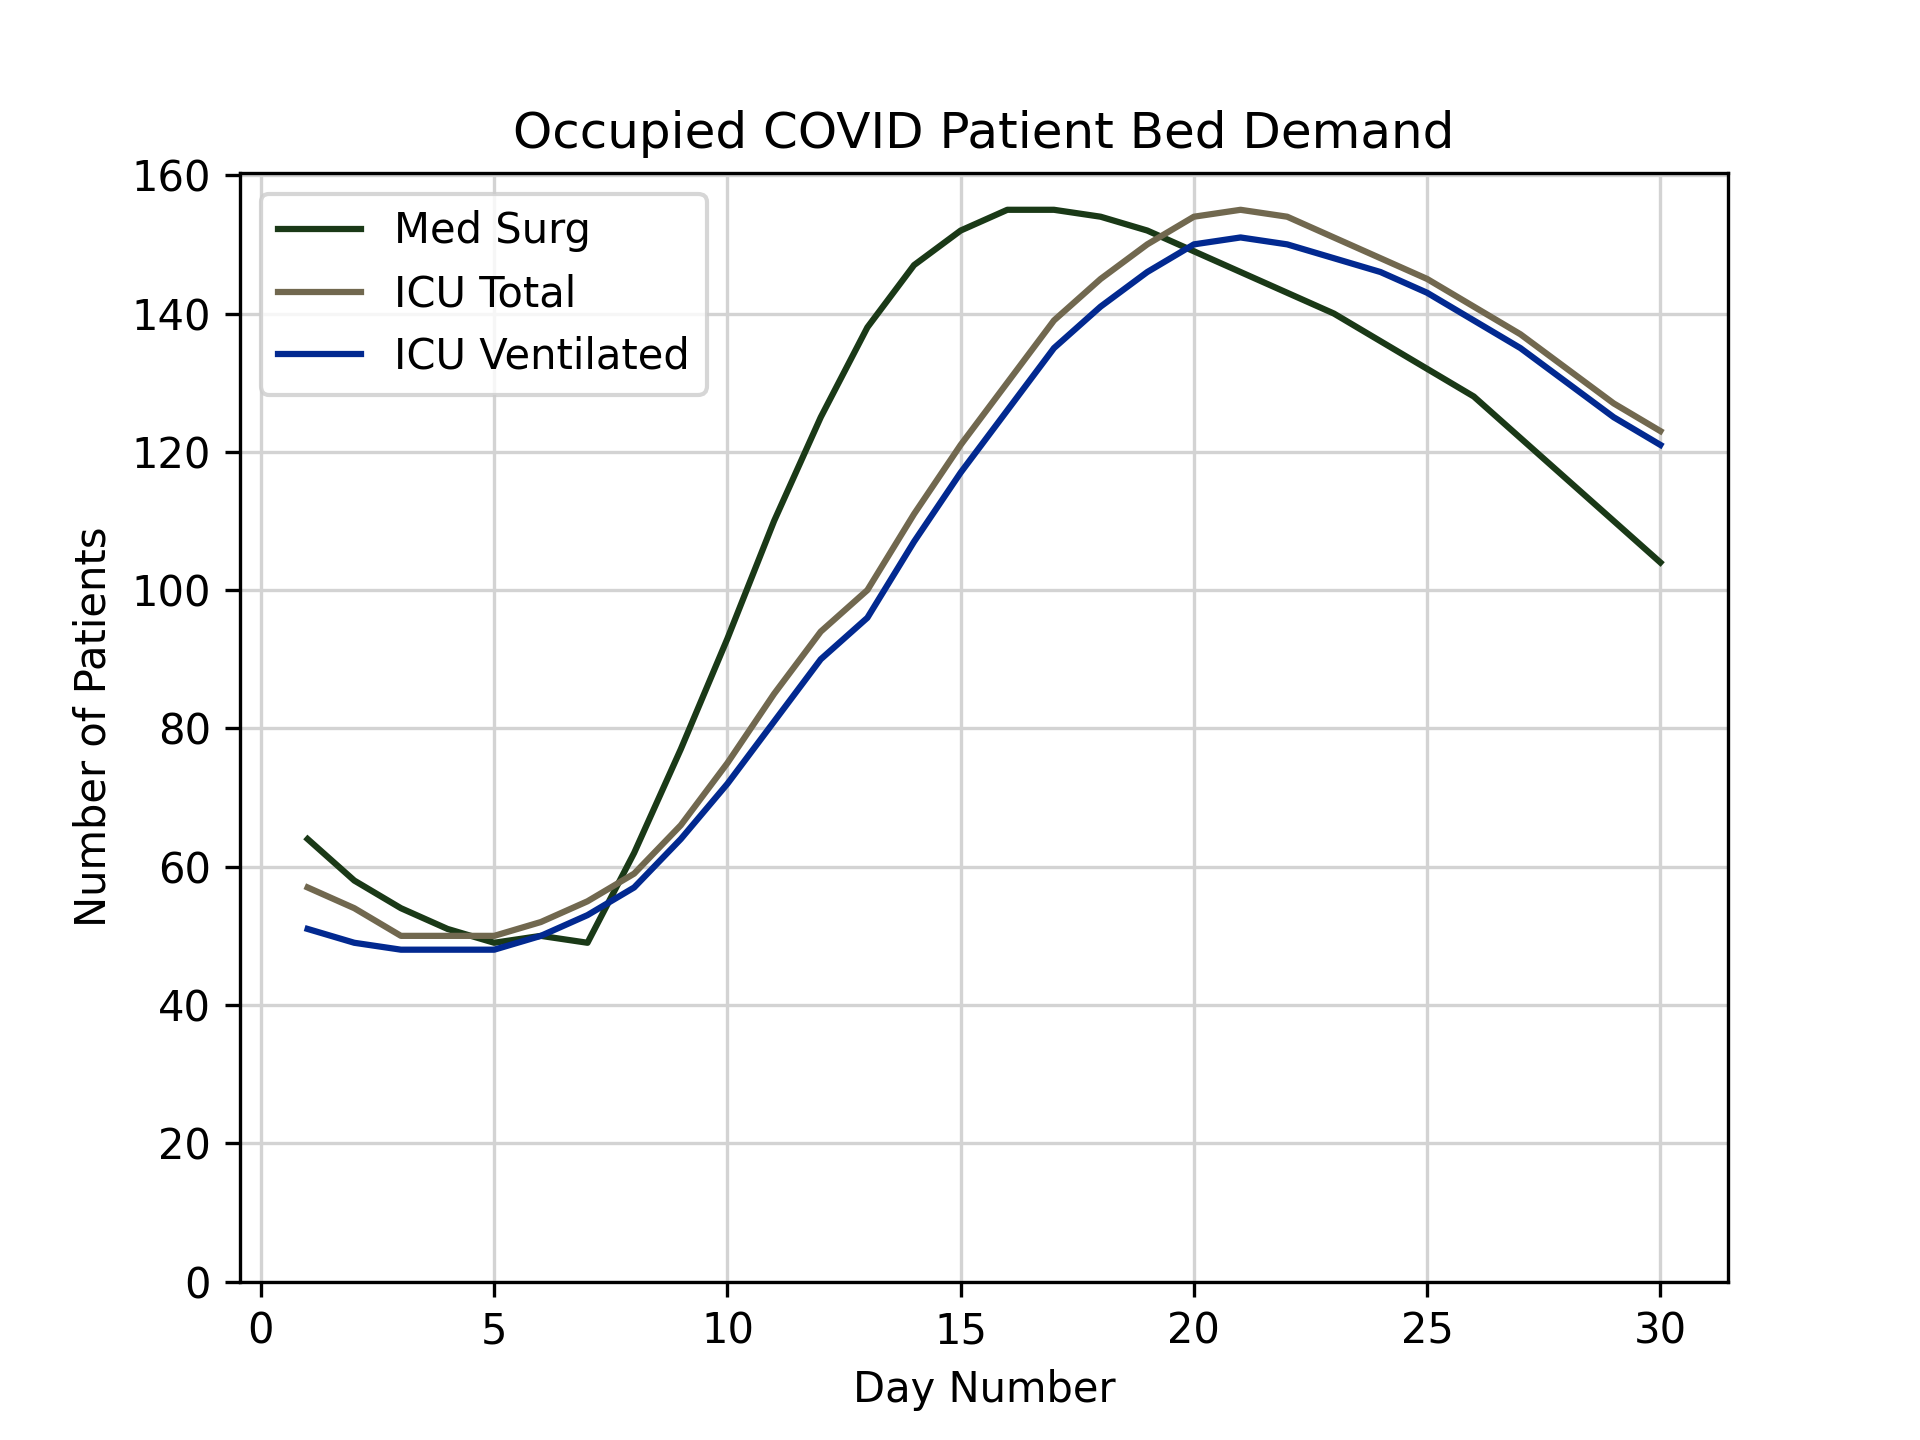 Occupied COVID Patient Bed Demand
160
140
120
100
80
60
40
20
0
Number of Patients
Med Surg
ICU Total
ICU Ventilated
0 5 10 15 20 25 30
Day Number